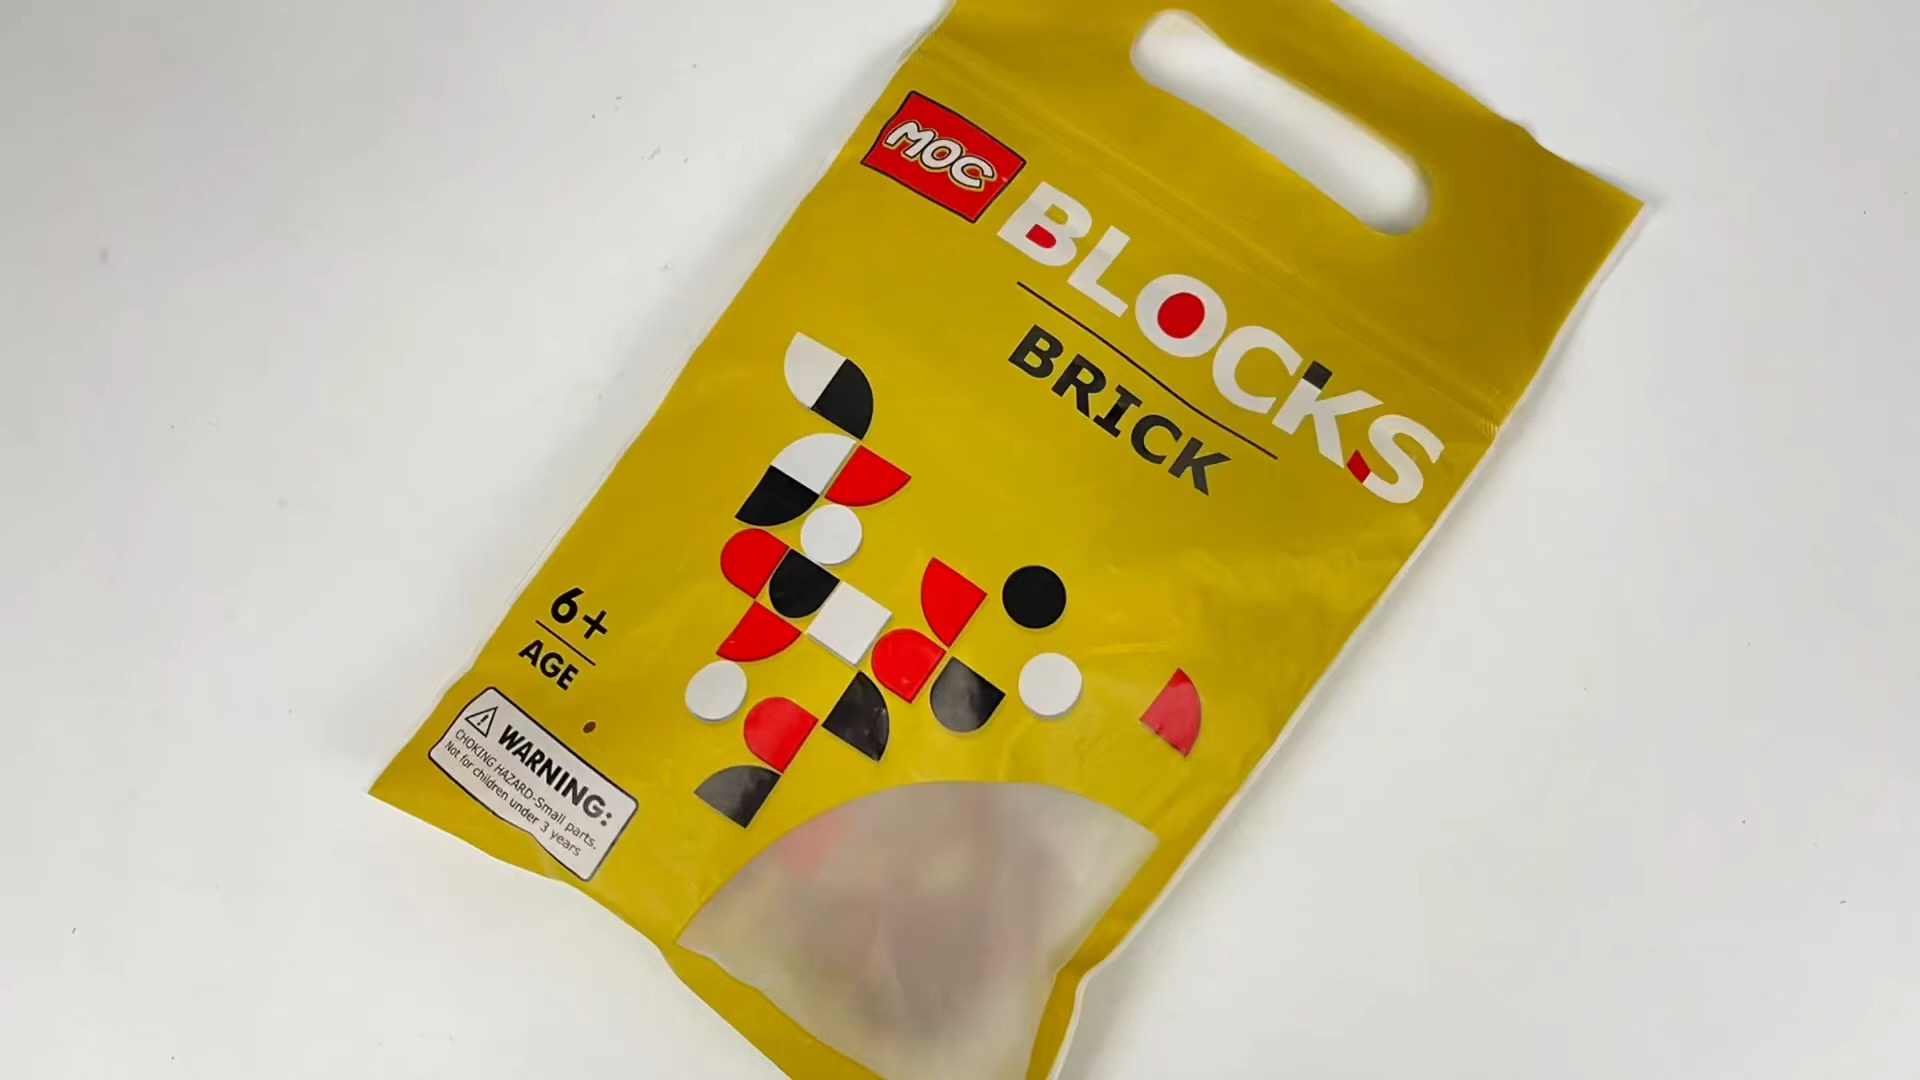 MOC
BLOCKS
BRICK
6+
AGE
WARNING:
CHOKING HAZARD-Small parts.
Not for children under 3 years